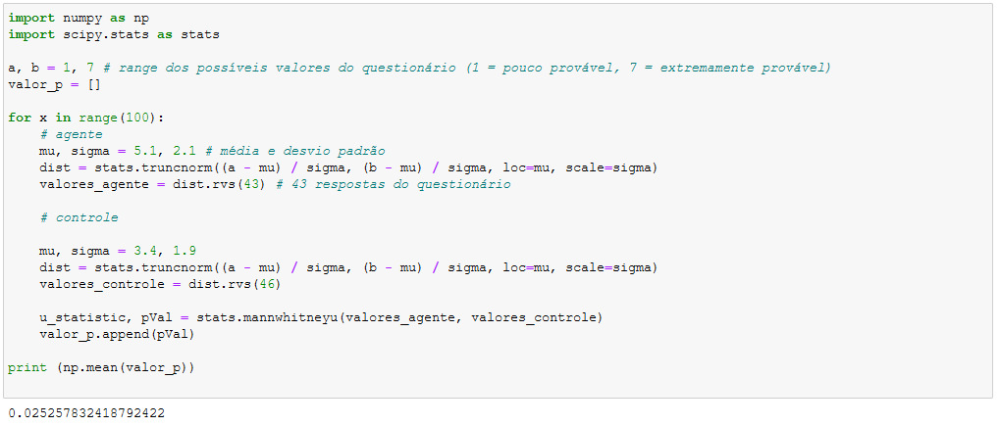 import numpy as np
import scipy.stats as stats
a, b = 1, 7 # range dos possíveis valores do questionário (1 = pouco provável, 7 = extremamente provável)
valor_p = []
for x in range(100):
    # agente
    mu, sigma = 5.1, 2.1 # média e desvio padrão
    dist = stats.truncnorm((a - mu) / sigma, (b - mu) / sigma, loc=mu, scale=sigma)
    valores_agente = dist.rvs(43) # 43 respostas do questionário
    # controle
    mu, sigma = 3.4, 1.9
    dist = stats.truncnorm((a - mu) / sigma, (b - mu) / sigma, loc=mu, scale=sigma)
    valores_controle = dist.rvs(46)
    u_statistic, pVal = stats.mannwhitneyu(valores_agente, valores_controle)
    valor_p.append(pVal)
print (np.mean(valor_p))
0.025257832418792422